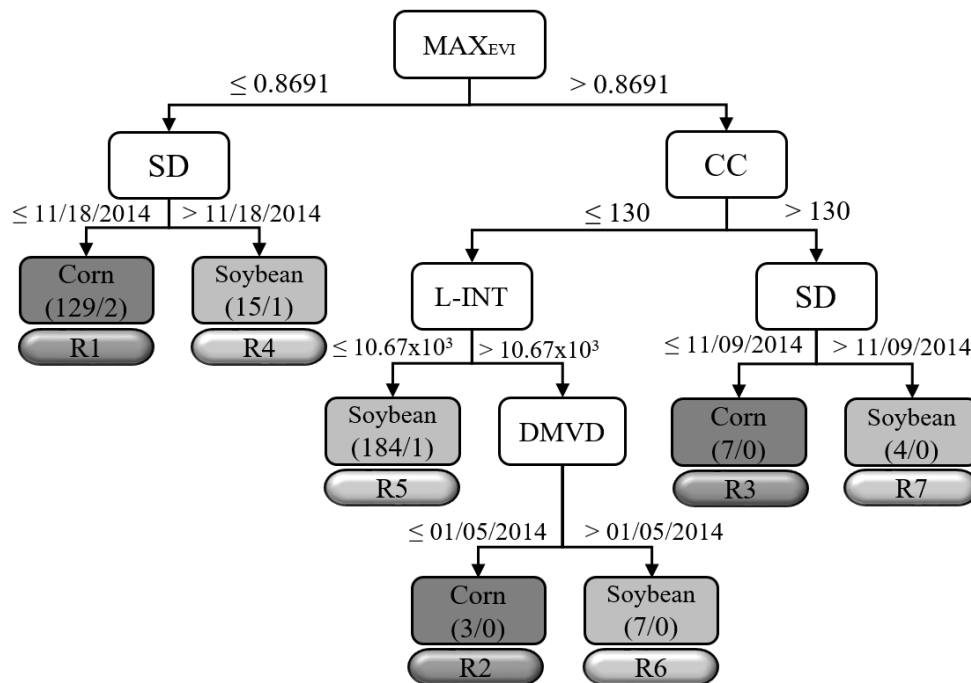 MAXEVI
≤ 0.8691
> 0.8691
SD
CC
≤ 11/18/2014
> 11/18/2014
≤ 130
> 130
Corn
(129/2)
R1
Soybean
(15/1)
R4
L-INT
SD
≤ 10.67x10³
> 10.67x10³
≤ 11/09/2014
> 11/09/2014
Soybean
(184/1)
R5
DMVD
Corn
(7/0)
R3
Soybean
(4/0)
R7
≤ 01/05/2014
> 01/05/2014
Corn
(3/0)
R2
Soybean
(7/0)
R6